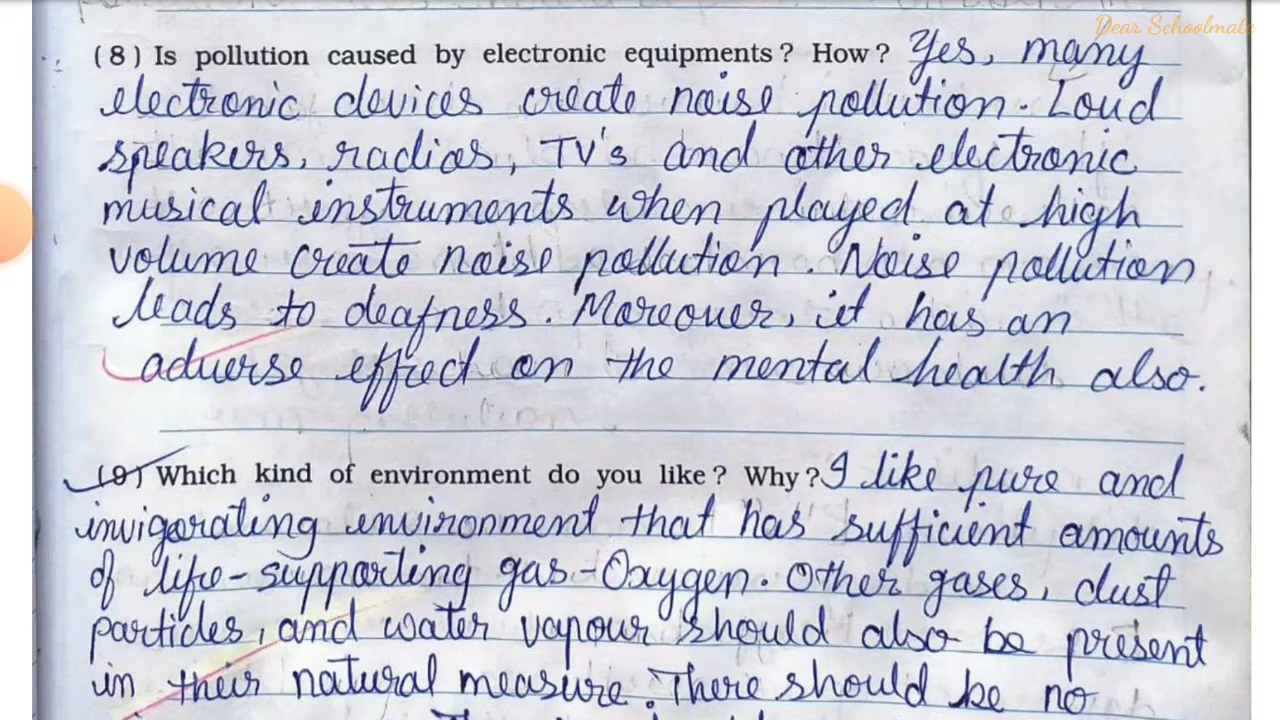 Dear Schoolmate
(8) Is pollution caused by electronic equipments? How? Yes, many
electronic devices create noise pollution. Loud
speakers, radios, TV's and other electronic
musical instruments when played at high
volume create noise pollution. Noise pollution
leads to deafness. Moreover, it has an
adverse effect on the mental health also.
(9) Which kind of environment do you like? Why? I like pure and
invigorating environment that has sufficient amounts
of life-supporting gas-Oxygen. Other gases, dust
particles, and water vapour should also be present
in their natural measure. There should be no